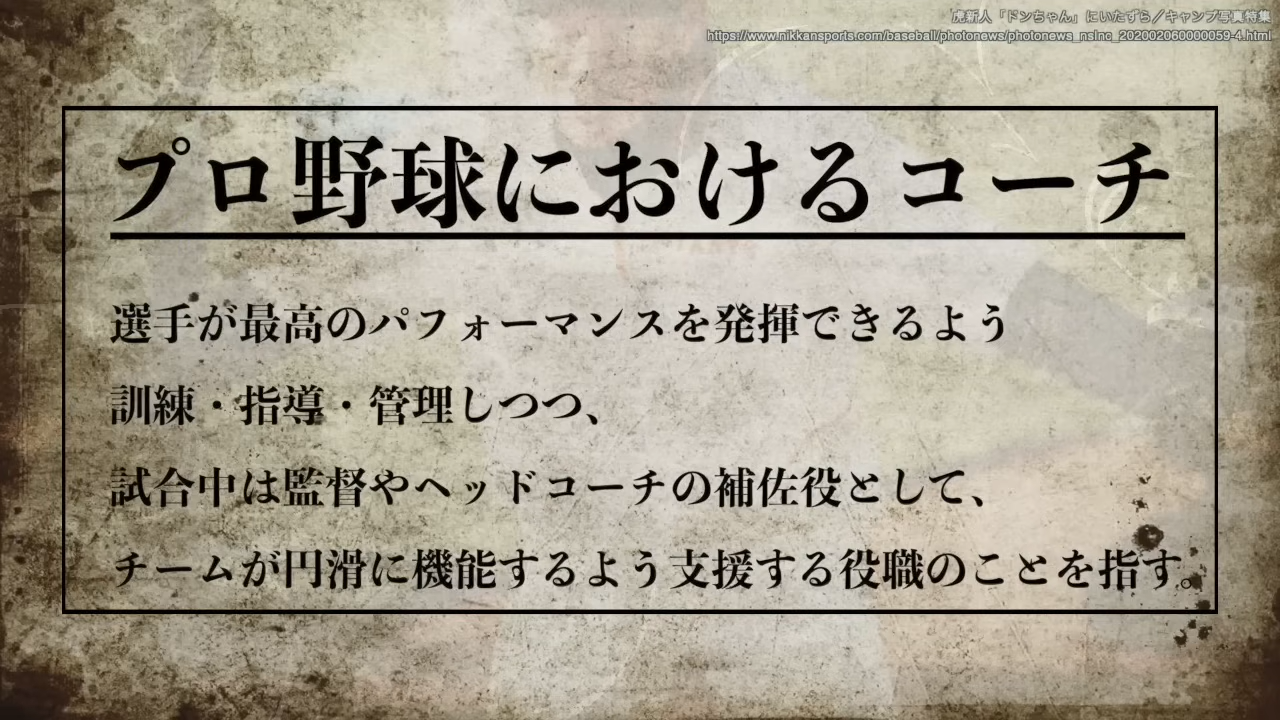 虎新人「ドンちゃん」にいたずら／キャンプ写真特集
https://www.nikkansports.com/baseball/photonews/photonews_nsInc_202002060000059-4.html
プロ野球におけるコーチ
選手が最高のパフォーマンスを発揮できるよう
訓練・指導・管理しつつ、
試合中は監督やヘッドコーチの補佐役として、
チームが円滑に機能するよう支援する役職のことを指す。